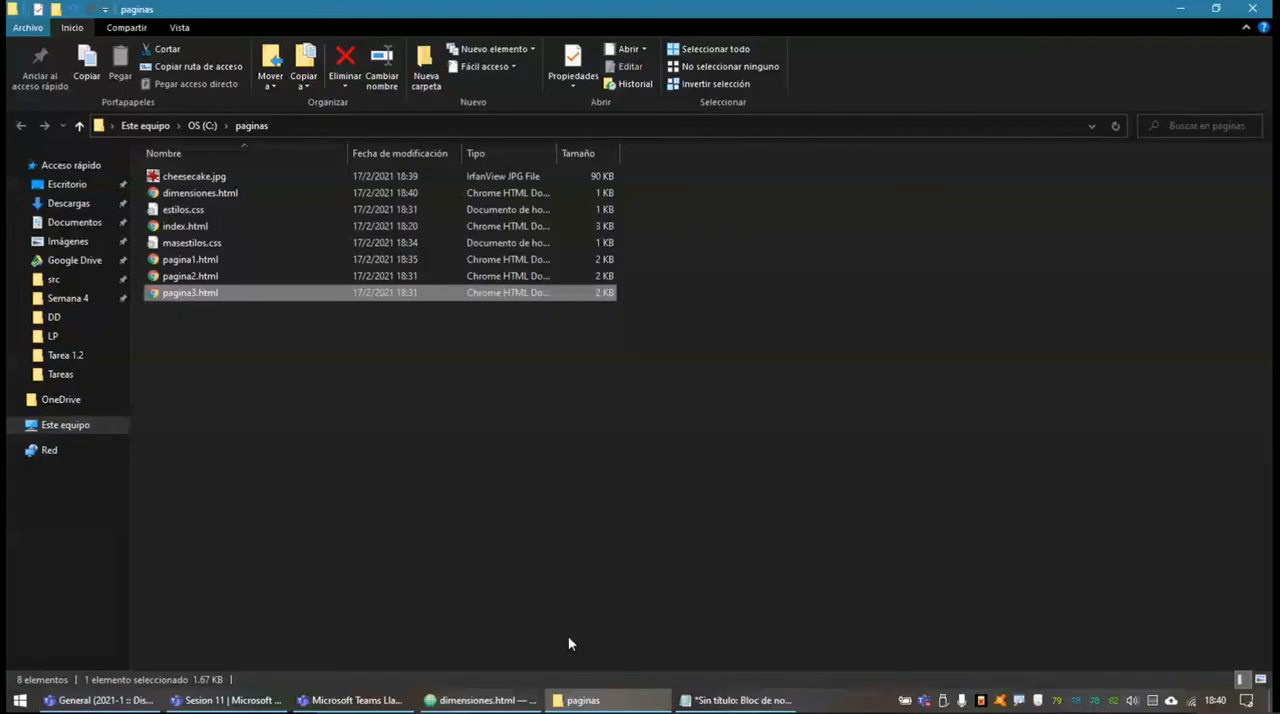 paginas
Archivo Inicio Compartir Vista
Anclar al acceso rápido
Copiar
Pegar
Cortar
Copiar ruta de acceso
Pegar acceso directo
Portapapeles
Mover a
Copiar a
Eliminar
Cambiar nombre
Organizar
Nueva carpeta
Nuevo elemento
Fácil acceso
Nuevo
Propiedades
Abrir
Editar
Historial
Abrir
Seleccionar todo
No seleccionar ninguno
Invertir selección
Seleccionar
Este equipo > OS (C:) > paginas
Buscar en paginas
Nombre Fecha de modificación Tipo Tamaño
cheesecake.jpg 17/2/2021 18:39 IrfanView JPG File 90 KB
dimensiones.html 17/2/2021 18:40 Chrome HTML Do... 1 KB
estilos.css 17/2/2021 18:31 Documento de ho... 1 KB
index.html 17/2/2021 18:20 Chrome HTML Do... 3 KB
masestilos.css 17/2/2021 18:34 Documento de ho... 1 KB
pagina1.html 17/2/2021 18:35 Chrome HTML Do... 2 KB
pagina2.html 17/2/2021 18:31 Chrome HTML Do... 2 KB
pagina3.html 17/2/2021 18:31 Chrome HTML Do... 2 KB
Acceso rápido
Escritorio
Descargas
Documentos
Imágenes
Google Drive
src
Semana 4
DD
LP
Tarea 1.2
Tareas
OneDrive
Este equipo
Red
8 elementos 1 elemento seleccionado 1.67 KB
General (2021-1 :: Dis... Sesion 11 | Microsoft ... Microsoft Teams Lla... dimensiones.html — ... paginas *Sin título: Bloc de no... 79 78 78 82 18:40